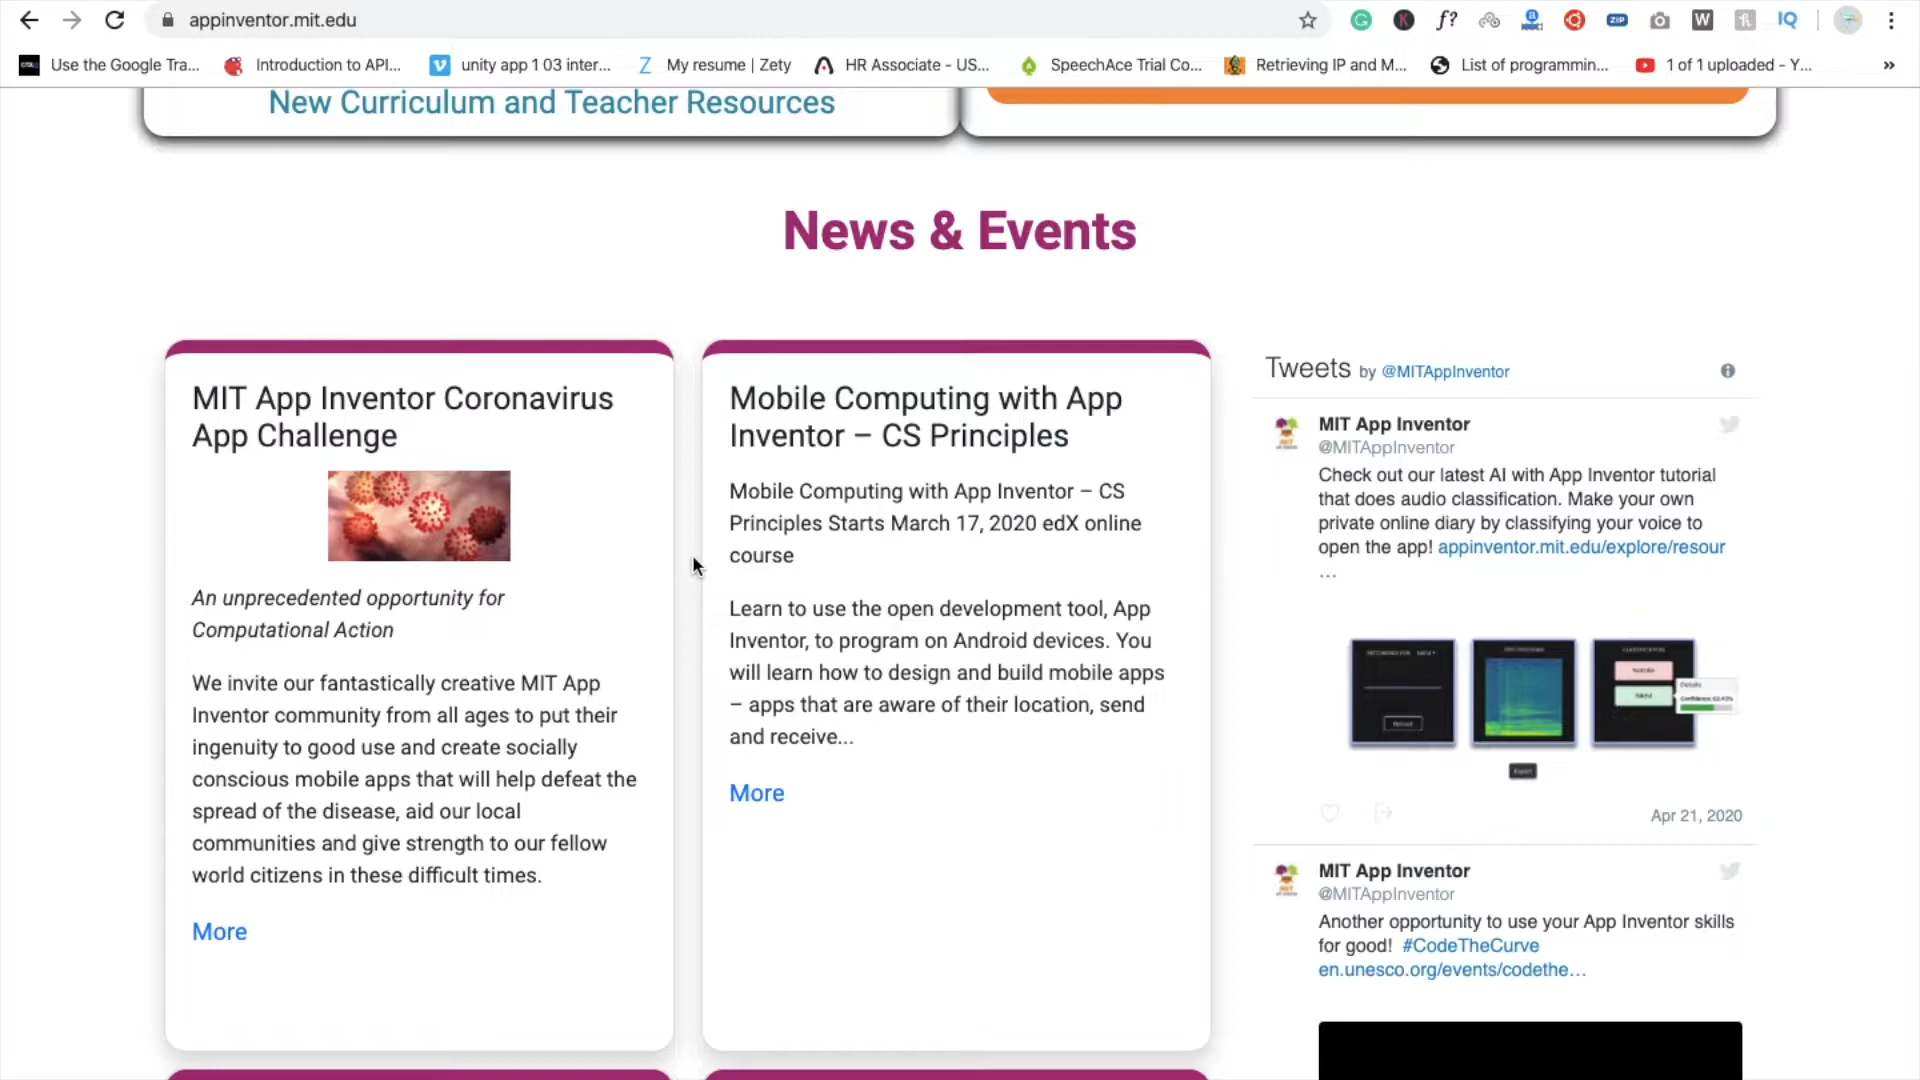 appinventor.mit.edu
f?
ZIP
W
IQ
Use the Google Tra...
Introduction to API...
unity app 1 03 inter...
My resume | Zety
HR Associate - US...
SpeechAce Trial Co...
Retrieving IP and M...
List of programmin...
1 of 1 uploaded - Y...
»
New Curriculum and Teacher Resources
News & Events
MIT App Inventor Coronavirus
App Challenge
An unprecedented opportunity for
Computational Action
We invite our fantastically creative MIT App
Inventor community from all ages to put their
ingenuity to good use and create socially
conscious mobile apps that will help defeat the
spread of the disease, aid our local
communities and give strength to our fellow
world citizens in these difficult times.
More
Mobile Computing with App
Inventor – CS Principles
Mobile Computing with App Inventor – CS
Principles Starts March 17, 2020 edX online
course
Learn to use the open development tool, App
Inventor, to program on Android devices. You
will learn how to design and build mobile apps
– apps that are aware of their location, send
and receive...
More
Tweets by @MITAppInventor
MIT App Inventor
@MITAppInventor
Check out our latest AI with App Inventor tutorial
that does audio classification. Make your own
private online diary by classifying your voice to
open the app! appinventor.mit.edu/explore/resour
…
Apr 21, 2020
MIT App Inventor
@MITAppInventor
Another opportunity to use your App Inventor skills
for good! #CodeTheCurve
en.unesco.org/events/codethe…